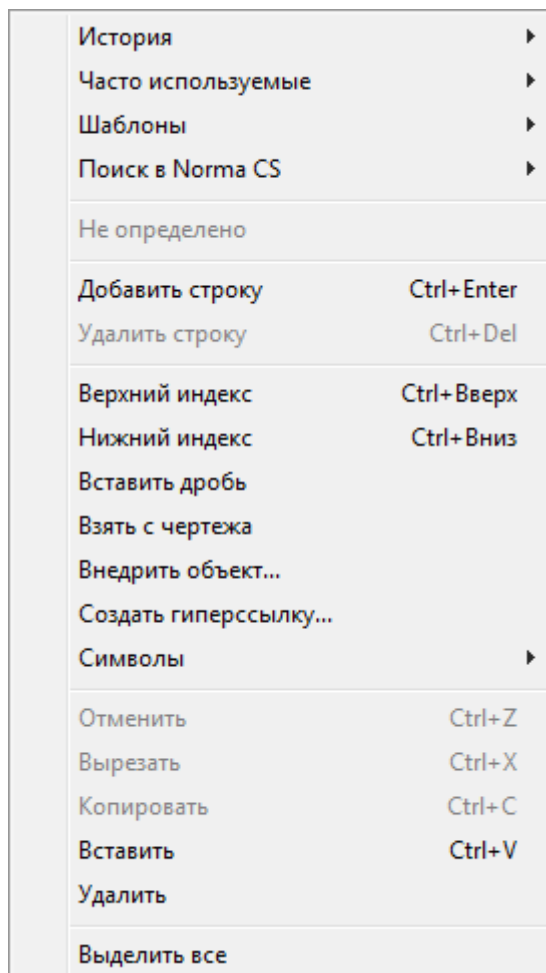 История
Часто используемые
Шаблоны
Поиск в Norma CS
Не определено
Добавить строку Ctrl+Enter
Удалить строку Ctrl+Del
Верхний индекс Ctrl+Вверх
Нижний индекс Ctrl+Вниз
Вставить дробь
Взять с чертежа
Внедрить объект...
Создать гиперссылку...
Символы
Отменить Ctrl+Z
Вырезать Ctrl+X
Копировать Ctrl+C
Вставить Ctrl+V
Удалить
Выделить все